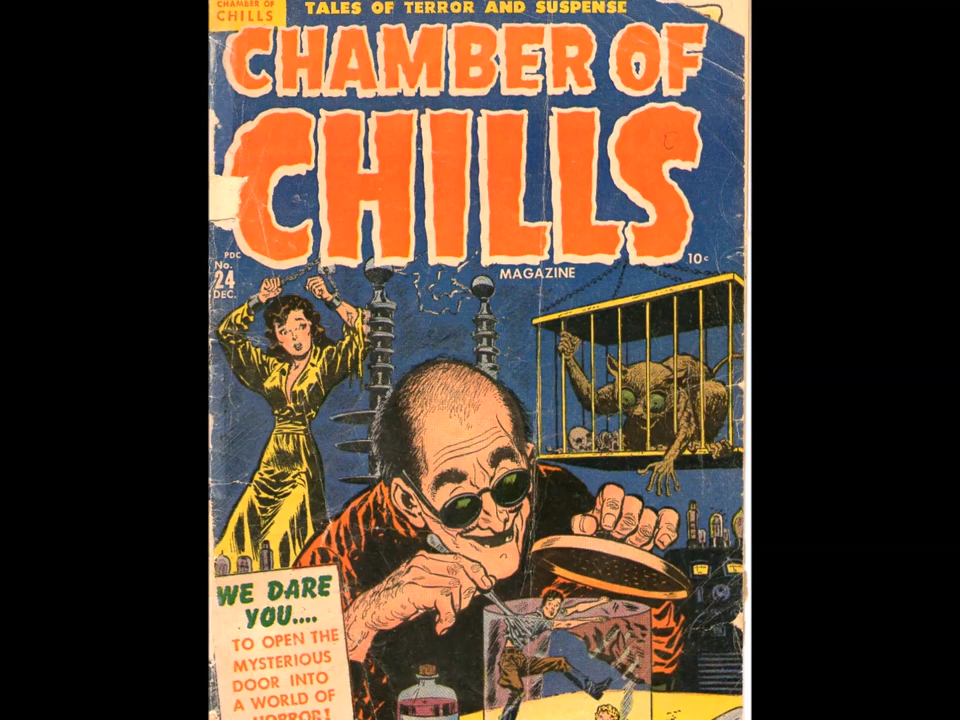 CHAMBER OF
CHILLS
TALES OF TERROR AND SUSPENSE
CHAMBER OF
CHILLS
MAGAZINE
10¢
PDC
No.
24
DEC.
WE DARE
YOU....
TO OPEN THE
MYSTERIOUS
DOOR INTO
A WORLD OF
HORROR!